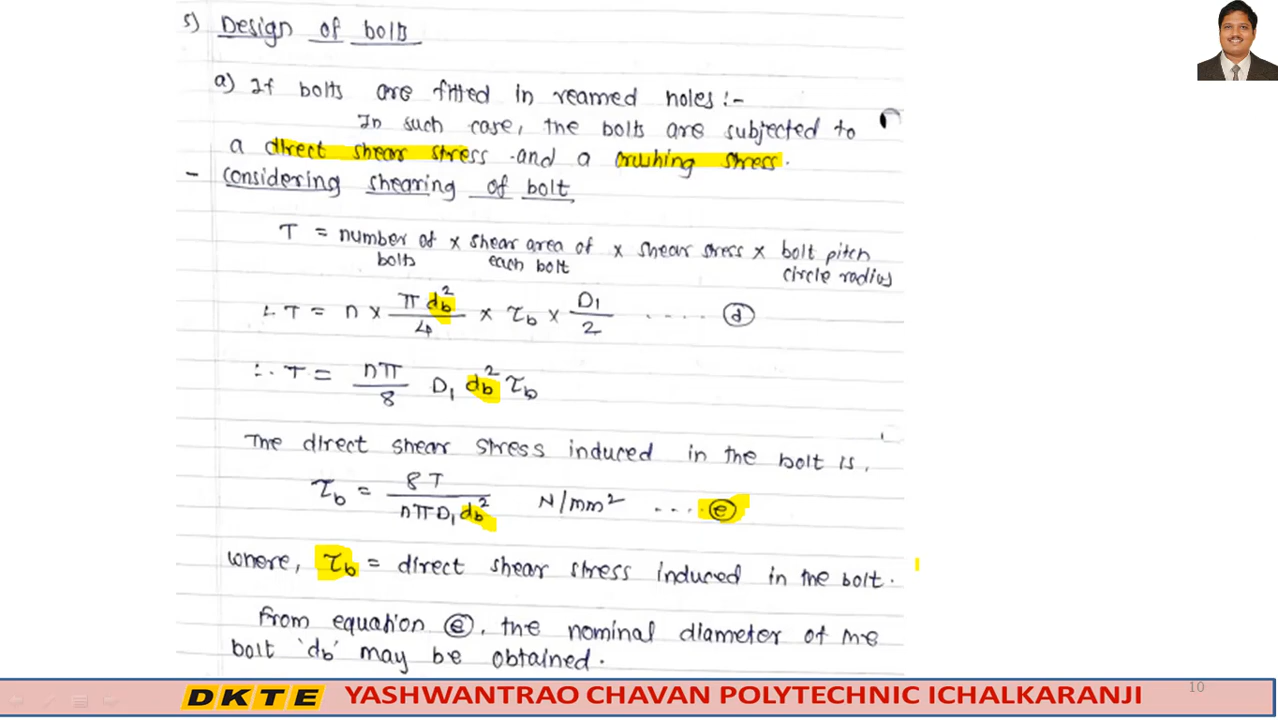 5) Design of bolts
a) If bolts are fitted in reamed holes :-
In such case, the bolts are subjected to
a direct shear stress and a crushing stress.
- considering shearing of bolt
T = number of bolts × shear area of each bolt × shear stress × bolt pitch circle radius
∴ T = n × π db²/4 × τb × D1/2 ..... (d)
∴ T = nπ/8 D1 db² τb
The direct shear stress induced in the bolt is,
τb = 8T/nπD1db² N/mm² .... (e)
where, τb = direct shear stress induced in the bolt.
From equation (e), the nominal diameter of the
bolt 'db' may be obtained.
DKTE YASHWANTRAO CHAVAN POLYTECHNIC ICHALKARANJI
10